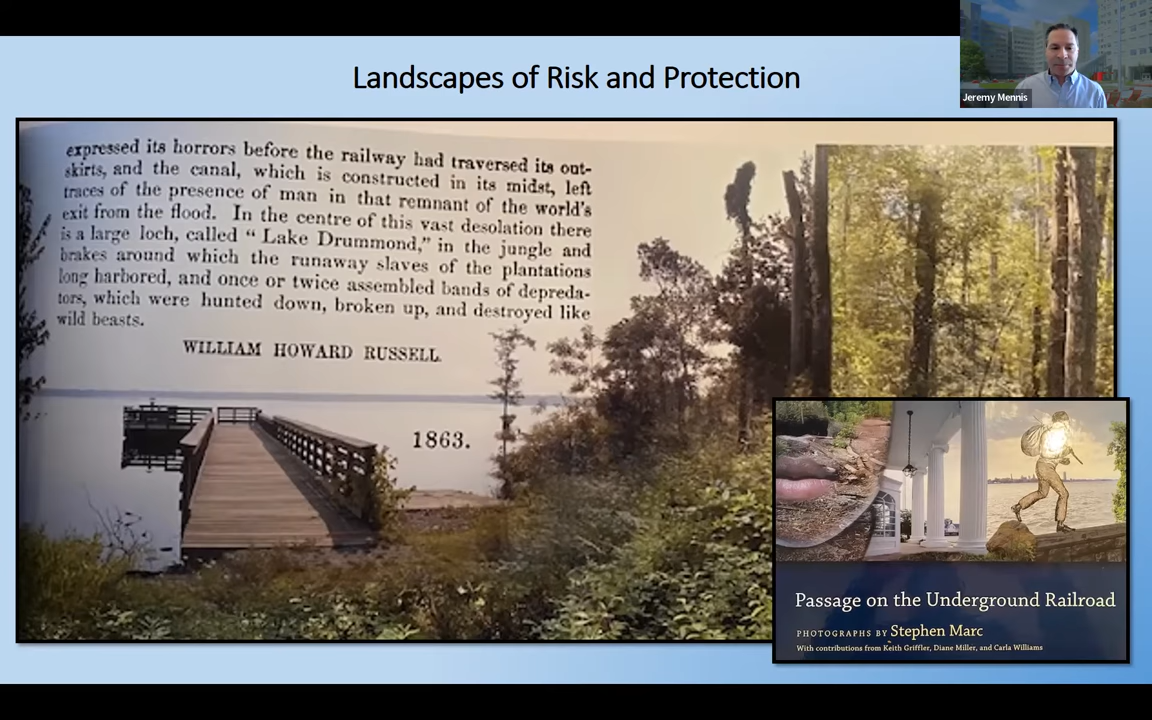 Landscapes of Risk and Protection
Jeremy Mennis
expressed its horrors before the railway had traversed its out-
skirts, and the canal, which is constructed in its midst, left
traces of the presence of man in that remnant of the world's
exit from the flood. In the centre of this vast desolation there
is a large loch, called "Lake Drummond," in the jungle and
brakes around which the runaway slaves of the plantations
long harbored, and once or twice assembled bands of depreda-
tors, which were hunted down, broken up, and destroyed like
wild beasts.
WILLIAM HOWARD RUSSELL
1863.
Passage on the Underground Railroad
PHOTOGRAPHS BY Stephen Marc
With contributions from Keith Griffler, Diane Miller, and Carla Williams